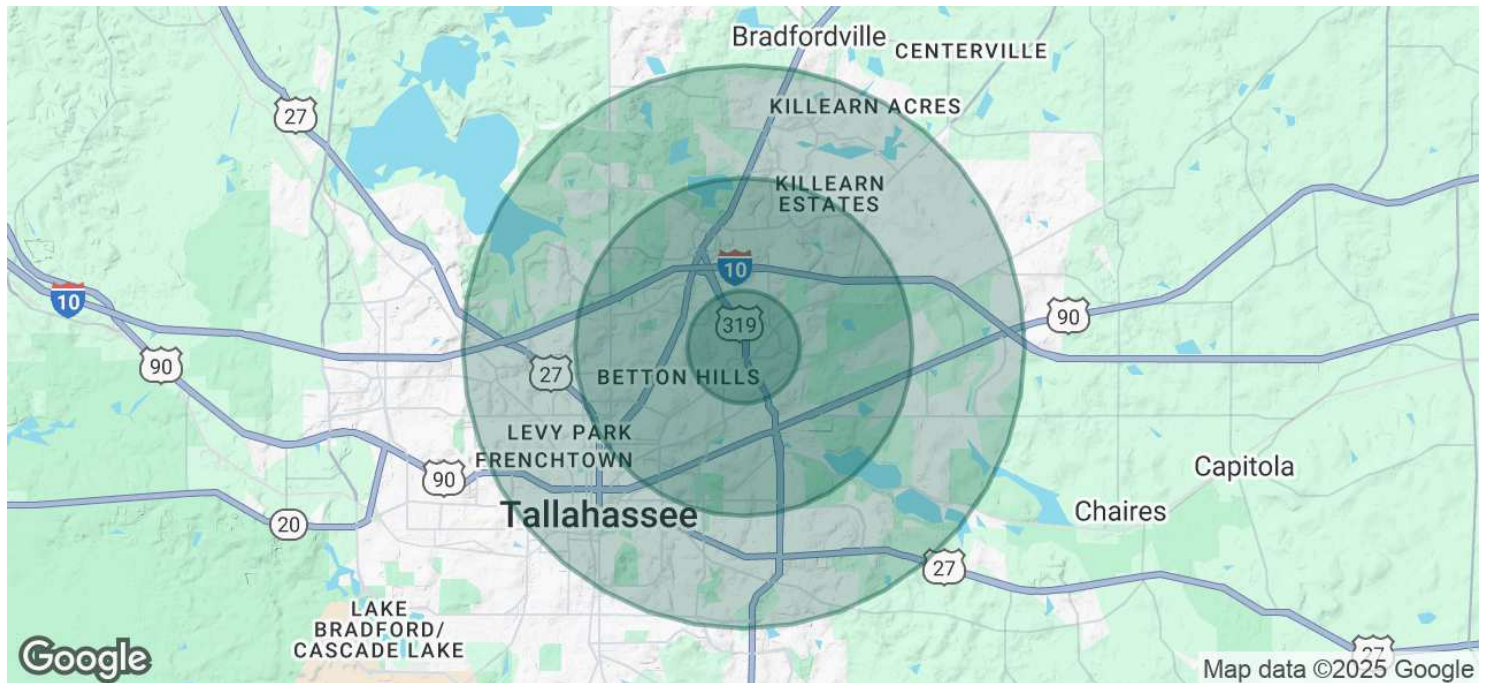 Bradfordville
CENTERVILLE
27
KILLEARN ACRES
KILLEARN
ESTATES
10
10
319
90
90
27
BETTON HILLS
LEVY PARK
FRENCHTOWN
90
Capitola
20
Tallahassee
Chaires
27
LAKE
BRADFORD/
CASCADE LAKE
27
Google
Map data ©2025 Google